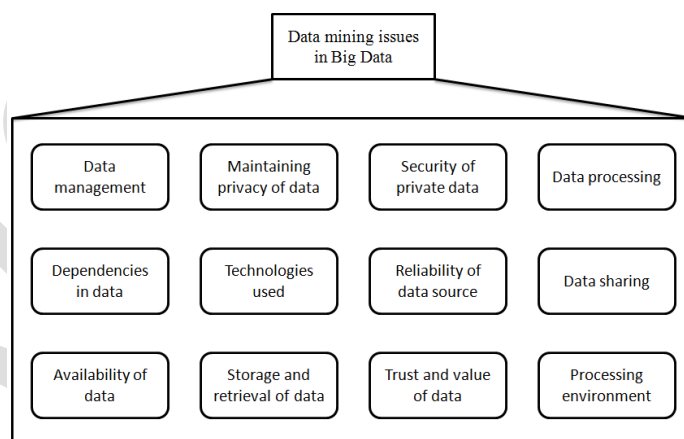 Data mining issues
in Big Data
Data
management
Maintaining
privacy of data
Security of
private data
Data processing
Dependencies
in data
Technologies
used
Reliability of
data source
Data sharing
Availability of
data
Storage and
retrieval of data
Trust and value
of data
Processing
environment